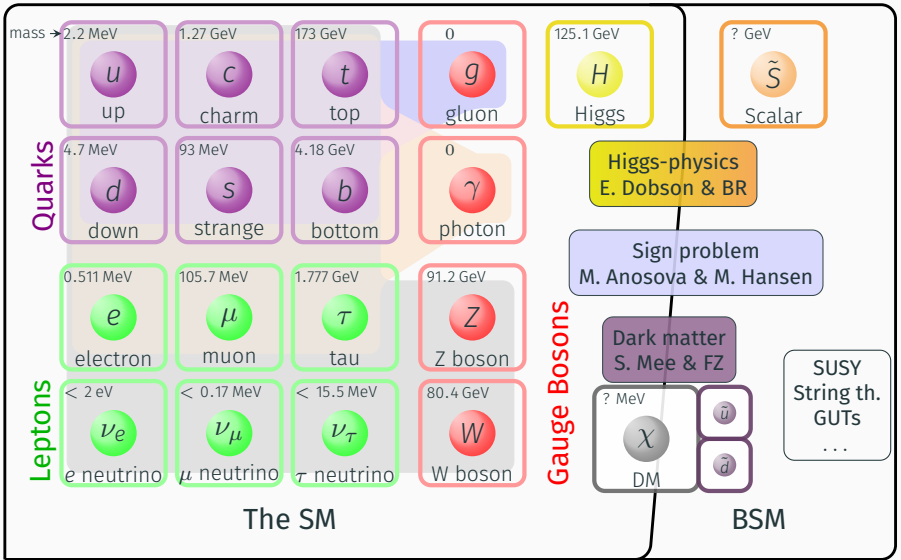 mass →
2.2 MeV
u
up
1.27 GeV
c
charm
173 GeV
t
top
0
g
gluon
125.1 GeV
H
Higgs
? GeV
S̃
Scalar
Quarks
4.7 MeV
d
down
93 MeV
s
strange
4.18 GeV
b
bottom
0
γ
photon
Higgs-physics
E. Dobson & BR
Sign problem
M. Anosova & M. Hansen
Leptons
0.511 MeV
e
electron
105.7 MeV
μ
muon
1.777 GeV
τ
tau
91.2 GeV
Z
Z boson
Gauge Bosons
Dark matter
S. Mee & FZ
< 2 eV
νe
e neutrino
< 0.17 MeV
νμ
μ neutrino
< 15.5 MeV
ντ
τ neutrino
80.4 GeV
W
W boson
? MeV
χ
DM
ũ
d̃
SUSY
String th.
GUTs
...
The SM
BSM